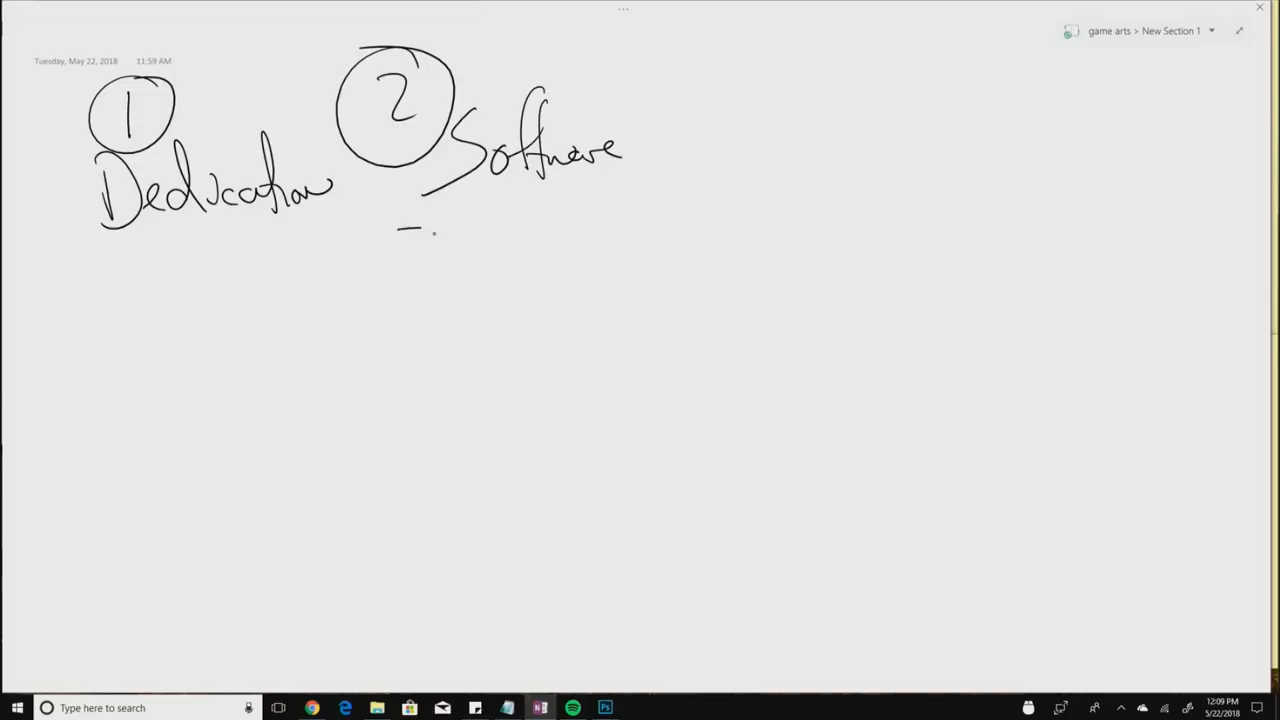 ...
game arts > New Section 1
Tuesday, May 22, 2018 11:59 AM
1
Dedication
2
Software
-
Type here to search
12:09 PM
5/22/2018